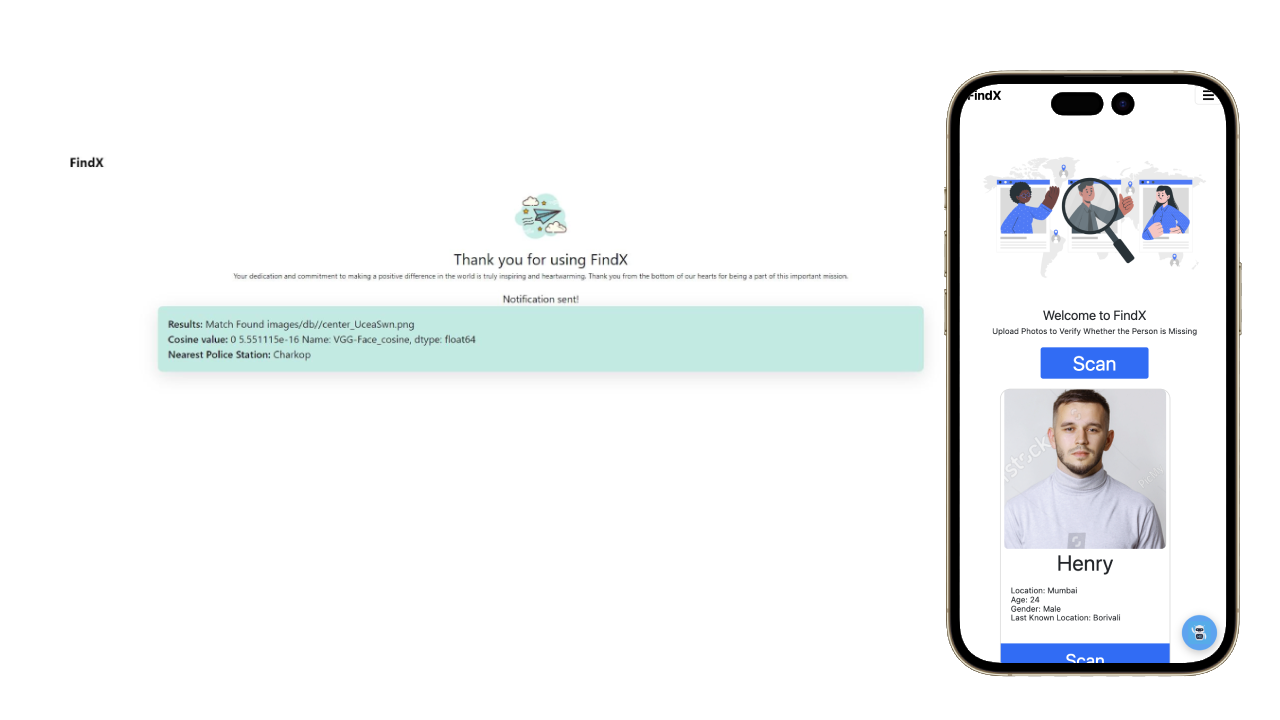 FindX
Thank you for using FindX
Your dedication and commitment to making a positive difference in the world is truly inspiring and heartwarming. Thank you from the bottom of our hearts for being a part of this important mission.
Notification sent!
Results: Match Found images/db//center_UceaSwn.png
Cosine value: 0 5.551115e-16 Name: VGG-Face_cosine, dtype: float64
Nearest Police Station: Charkop
FindX
Welcome to FindX
Upload Photos to Verify Whether the Person is Missing
Scan
Henry
Location: Mumbai
Age: 24
Gender: Male
Last Known Location: Borivali
Scan